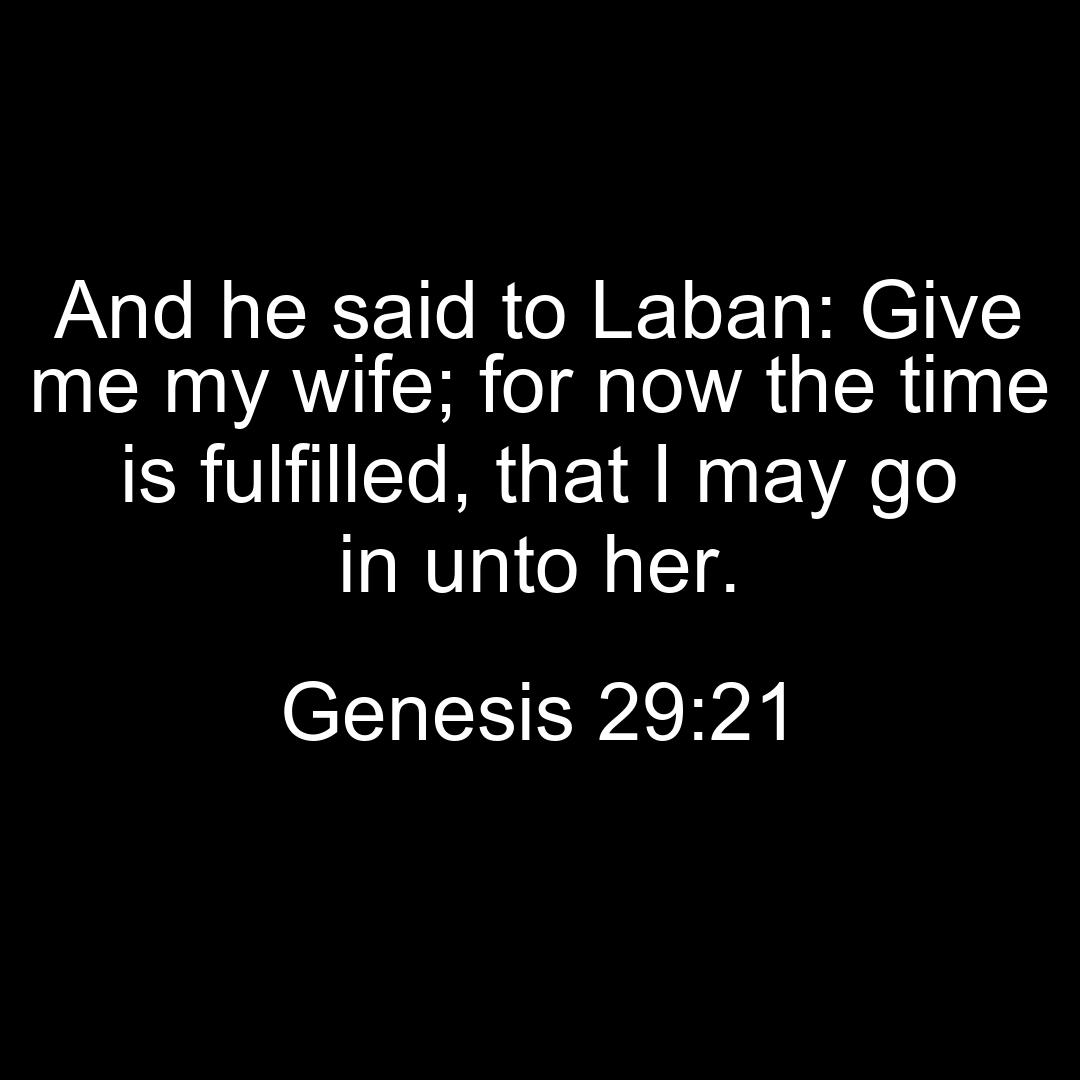 And he said to Laban: Give
me my wife; for now the time
is fulfilled, that I may go
in unto her.
Genesis 29:21